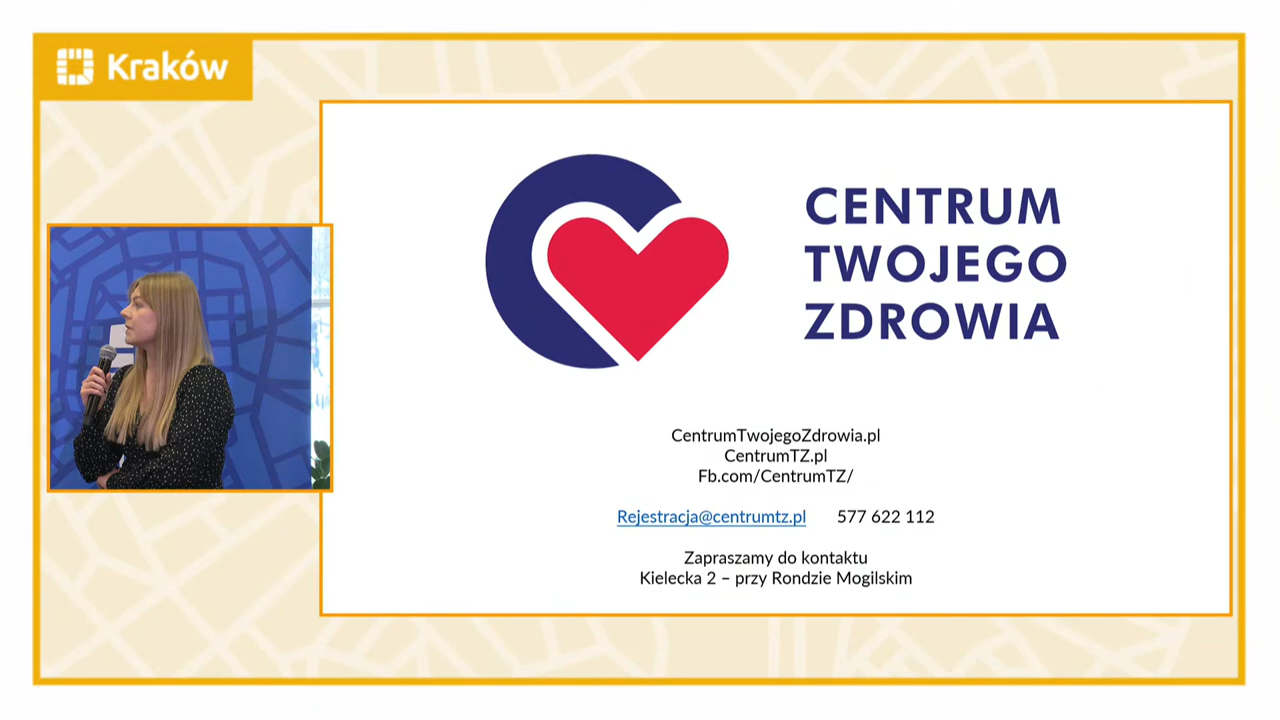 Kraków
CENTRUM
TWOJEGO
ZDROWIA
CentrumTwojegoZdrowia.pl
CentrumTZ.pl
Fb.com/CentrumTZ/
Rejestracja@centrumtz.pl 577 622 112
Zapraszamy do kontaktu
Kielecka 2 – przy Rondzie Mogilskim